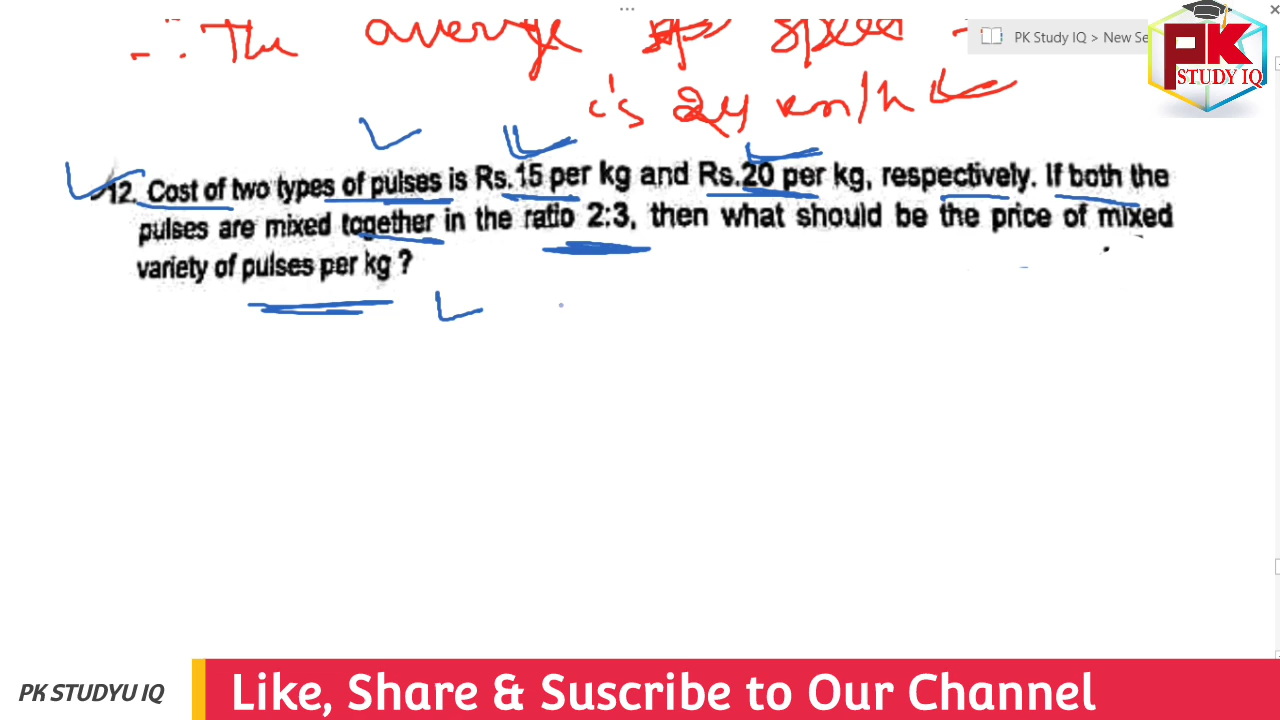 ...
∴ The average speed
PK Study IQ > New Se
PK
STUDY IQ
is 24 km/h
12. Cost of two types of pulses is Rs.15 per kg and Rs.20 per kg, respectively. If both the
pulses are mixed together in the ratio 2:3, then what should be the price of mixed
variety of pulses per kg ?
PK STUDYU IQ
Like, Share & Suscribe to Our Channel